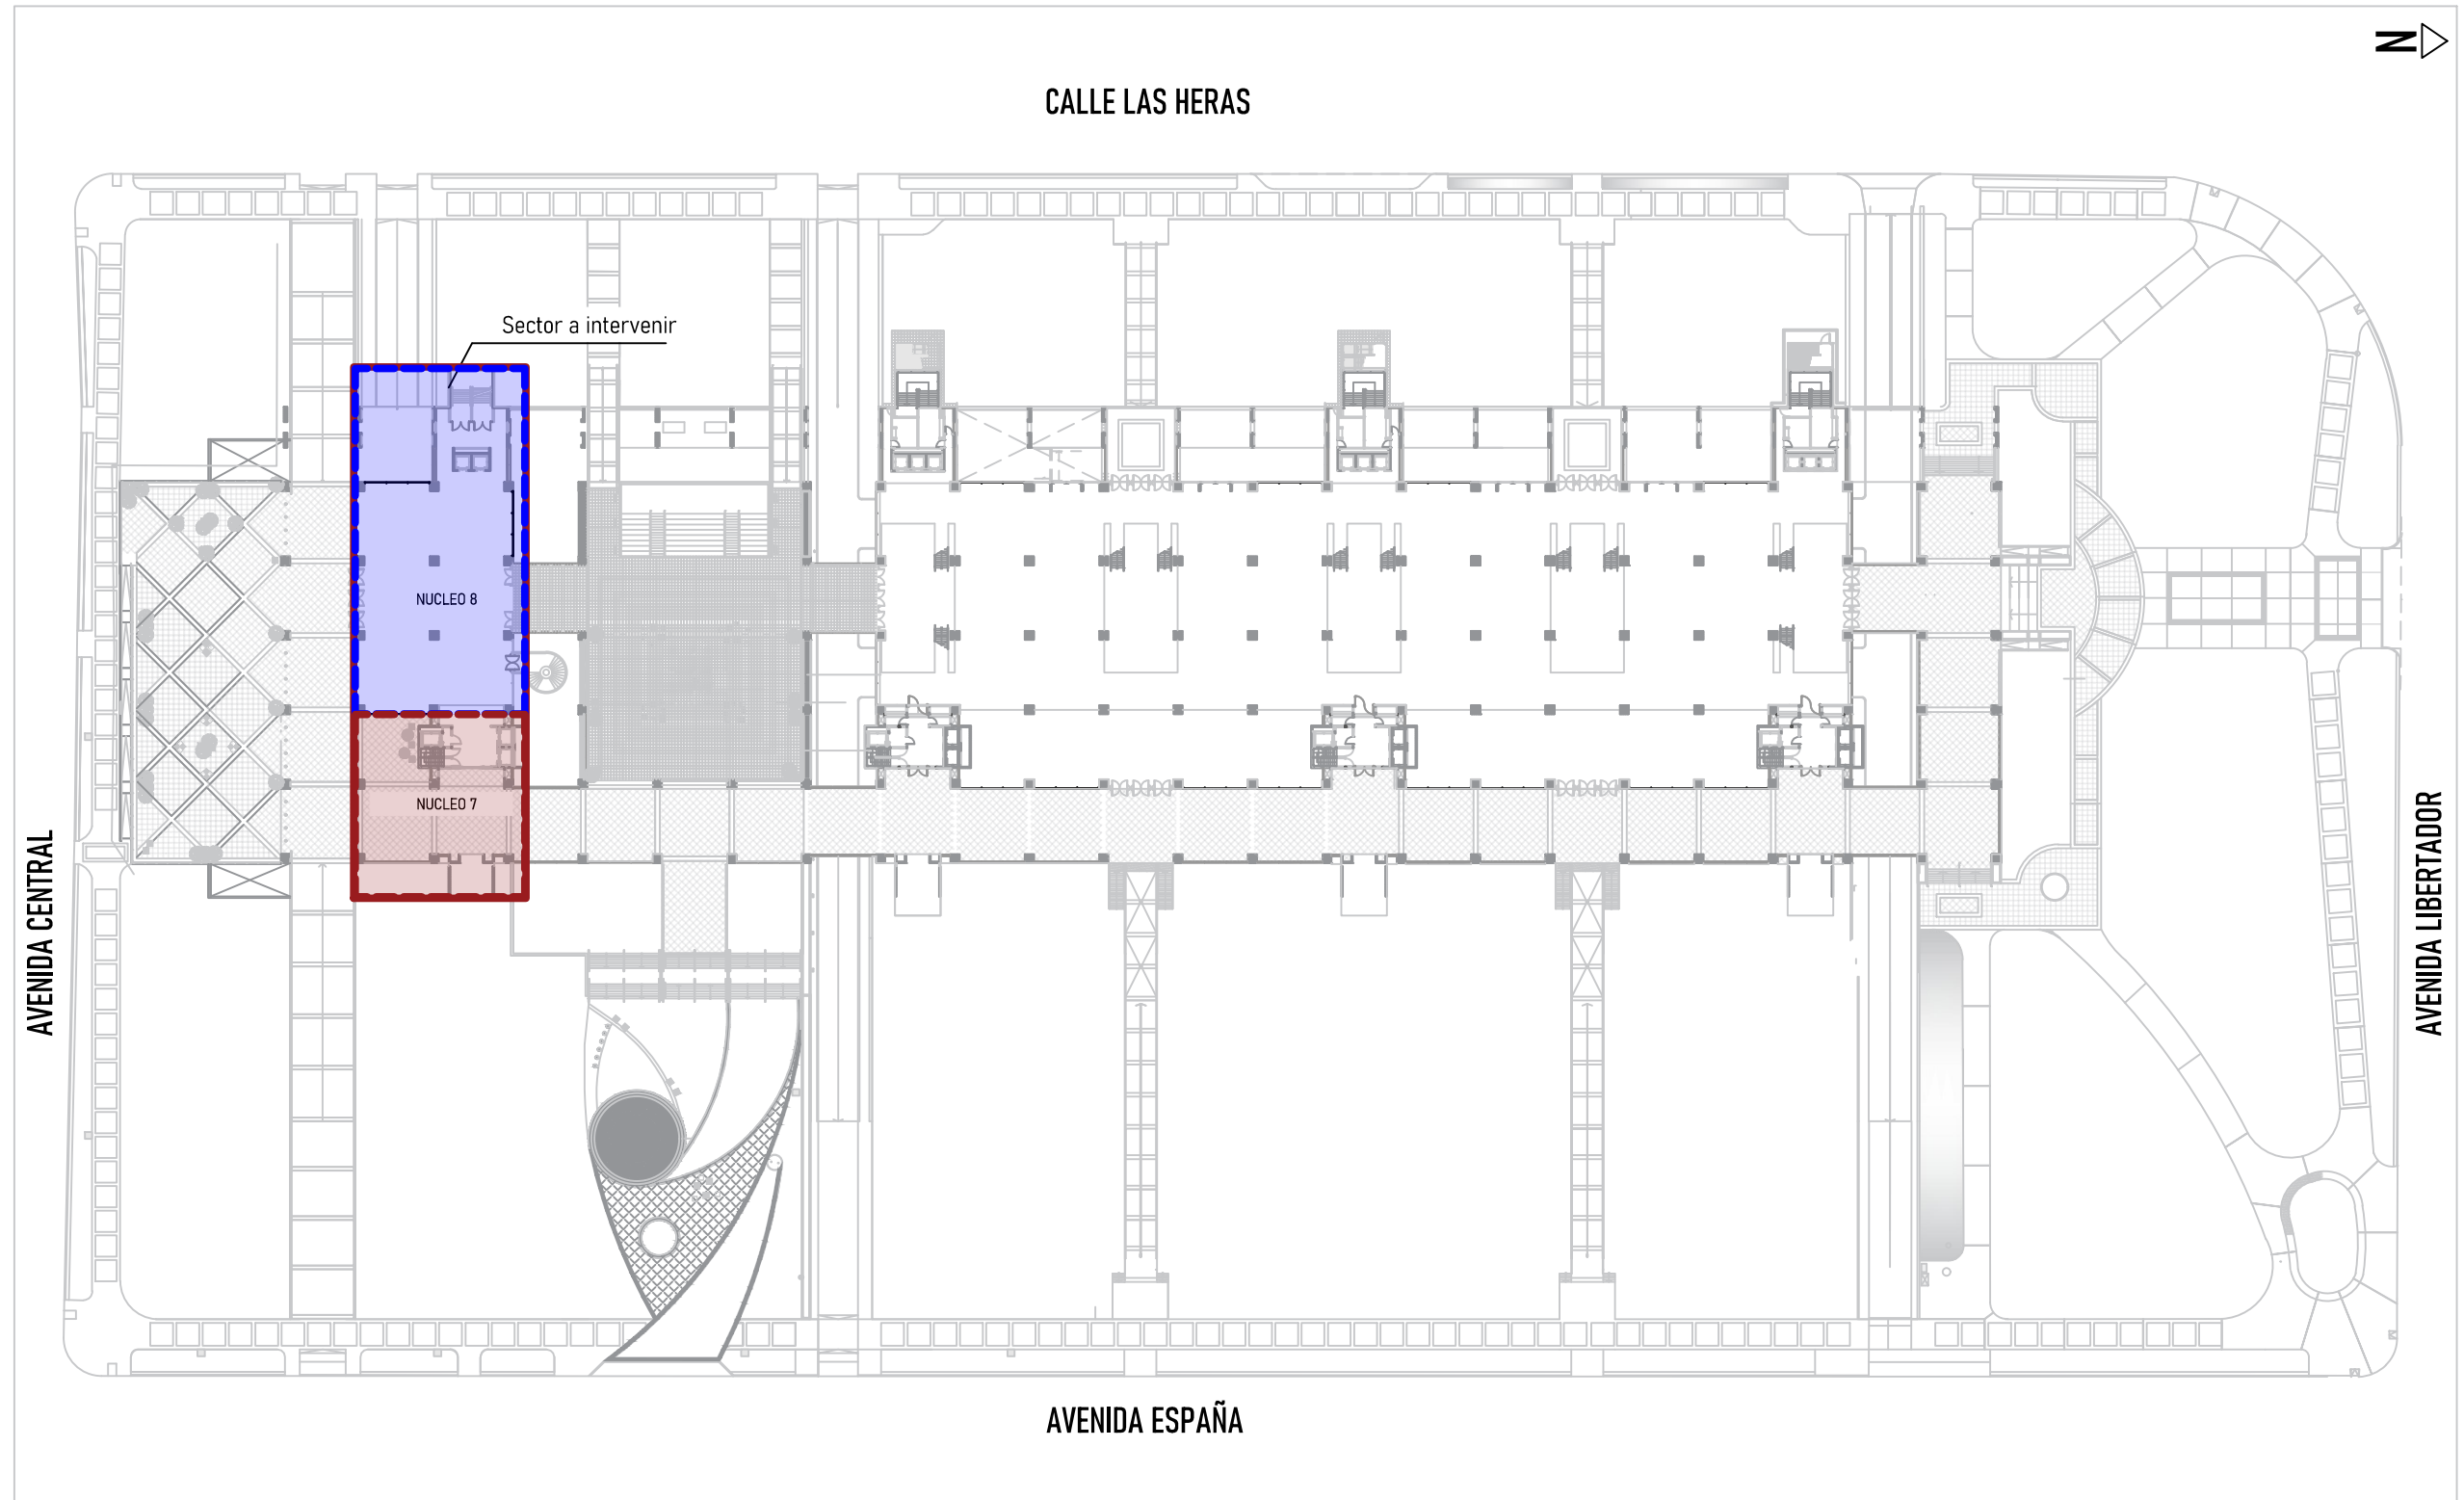 N
CALLE LAS HERAS
Sector a intervenir
NUCLEO 8
NUCLEO 7
AVENIDA CENTRAL
AVENIDA LIBERTADOR
AVENIDA ESPAÑA